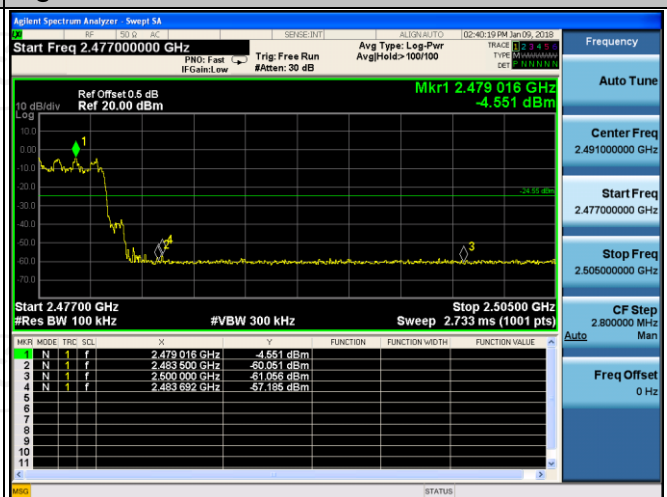 Agilent Spectrum Analyzer - Swept SA
RF 50 Ω AC SENSE:INT ALIGN AUTO 02:40:19 PM Jan 09, 2018
Start Freq 2.477000000 GHz
PNO: Fast
IFGain:Low
Trig: Free Run
#Atten: 30 dB
Avg Type: Log-Pwr
Avg|Hold:> 100/100
TRACE 1 2 3 4 5 6
TYPE M
DET P N N N N N
Frequency
Auto Tune
Center Freq
2.491000000 GHz
Start Freq
2.477000000 GHz
Stop Freq
2.505000000 GHz
CF Step
2.800000 MHz
Auto Man
Freq Offset
0 Hz
Mkr1 2.479 016 GHz
-4.551 dBm
Ref Offset 0.5 dB
10 dB/div Ref 20.00 dBm
Log
10.0
0.00
-10.0
-20.0
-30.0
-40.0
-50.0
-60.0
-70.0
1
2
4
3
Start 2.47700 GHz Stop 2.50500 GHz
#Res BW 100 kHz #VBW 300 kHz Sweep 2.733 ms (1001 pts)
MKR MODE TRC SCL X Y FUNCTION FUNCTION WIDTH FUNCTION VALUE
1 N 1 f 2.479 016 GHz -4.551 dBm
2 N 1 f 2.483 500 GHz -60.051 dBm
3 N 1 f 2.500 000 GHz -61.056 dBm
4 N 1 f 2.483 692 GHz -57.185 dBm
5
6
7
8
9
10
11
MSG STATUS